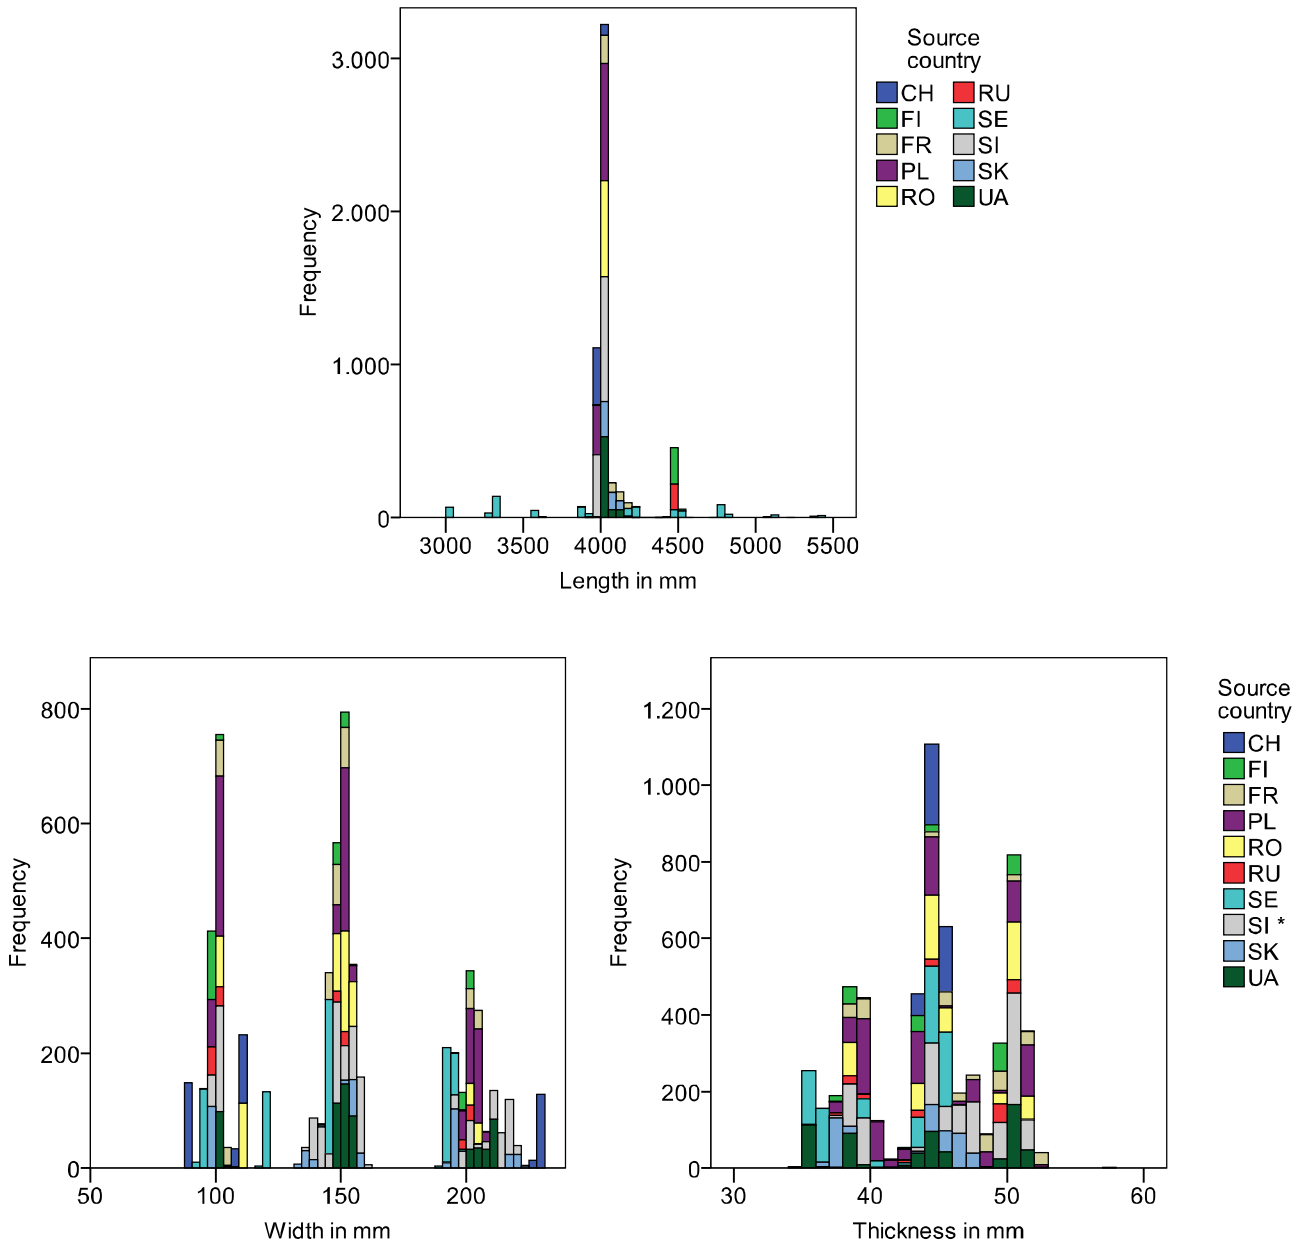 Source
country
CH RU
FI SE
FR SI
PL SK
RO UA
3.000
2.000
1.000
0
Frequency
3000 3500 4000 4500 5000 5500
Length in mm
800
600
400
200
0
Frequency
50 100 150 200
Width in mm
1.200
1.000
800
600
400
200
0
Frequency
30 40 50 60
Thickness in mm
Source
country
CH
FI
FR
PL
RO
RU
SE
SI *
SK
UA